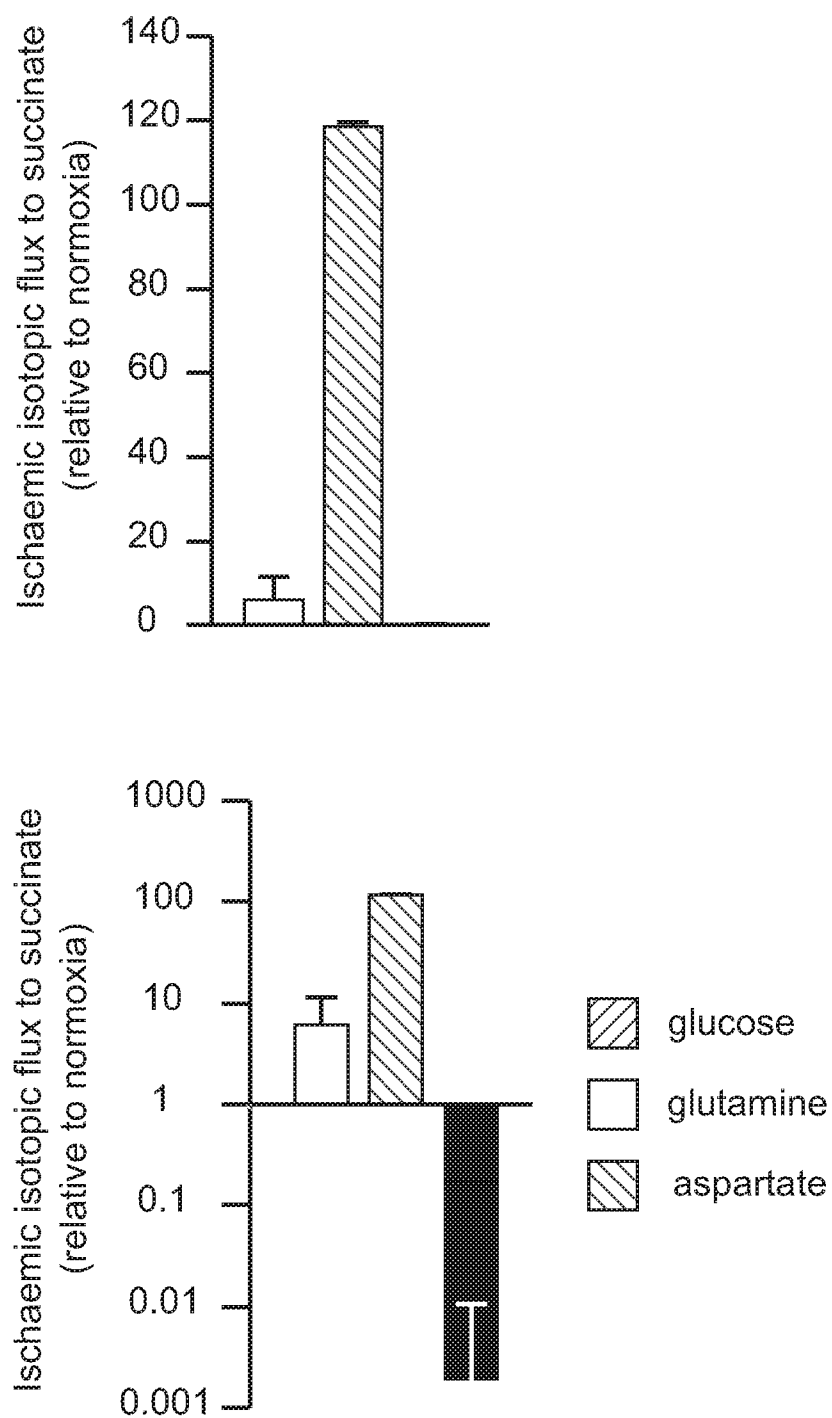 Ischaemic isotopic flux to succinate
(relative to normoxia)
140
120
100
80
60
40
20
0
Ischaemic isotopic flux to succinate
(relative to normoxia)
1000
100
10
1
0.1
0.01
0.001
glucose
glutamine
aspartate